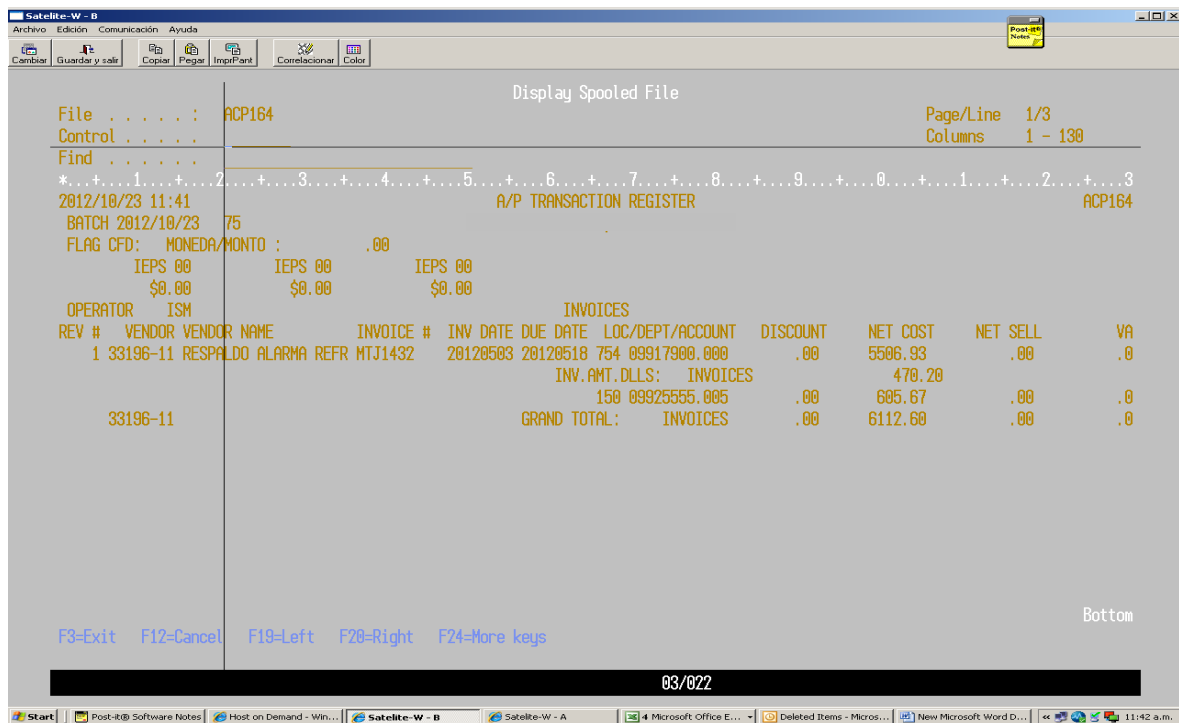 Satelite-W - B
Archivo Edición Comunicación Ayuda
Post-it® Notes
Cambiar Guardar y salir Copiar Pegar ImprPant Correlacionar Color
Display Spooled File
File . . . . . : ACP164 Page/Line 1/3
Control . . . . . Columns 1 - 130
Find . . . . . .
*...+....1....+....2....+....3....+....4....+....5....+....6....+....7....+....8....+....9....+....0....+....1....+....2....+....3
2012/10/23 11:41 A/P TRANSACTION REGISTER ACP164
BATCH 2012/10/23 75
FLAG CFD: MONEDA/MONTO : .00
IEPS 00 IEPS 00 IEPS 00
$0.00 $0.00 $0.00
OPERATOR ISM INVOICES
REV # VENDOR VENDOR NAME INVOICE # INV DATE DUE DATE LOC/DEPT/ACCOUNT DISCOUNT NET COST NET SELL VA
1 33196-11 RESPALDO ALARMA REFR MTJ1432 20120503 20120518 754 09917900.000 .00 5506.93 .00 .0
INV.AMT.DLLS: INVOICES 470.20
150 09925555.005 .00 605.67 .00 .0
33196-11 GRAND TOTAL: INVOICES .00 6112.60 .00 .0
Bottom
F3=Exit F12=Cancel F19=Left F20=Right F24=More keys
03/022
Start Post-it® Software Notes Host on Demand - Win... Satelite-W - B Satelite-W - A 4 Microsoft Office E... Deleted Items - Micros... New Microsoft Word D... « 11:42 a.m.